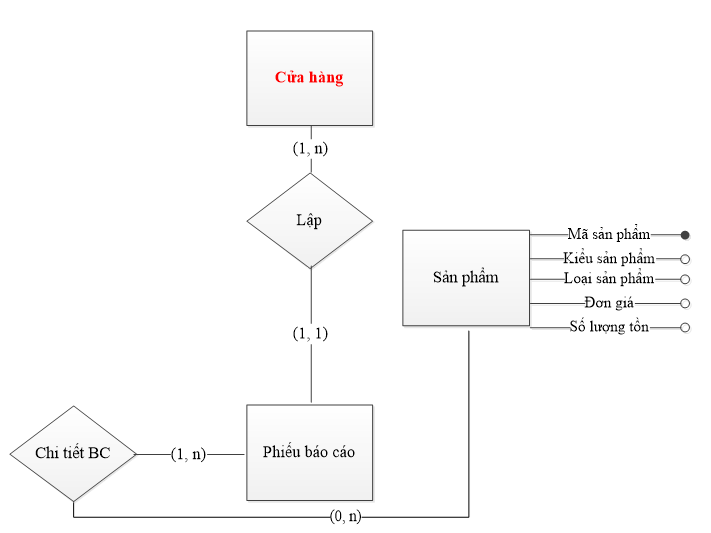 Cửa hàng
(1, n)
Lập
Sản phẩm
Mã sản phẩm
Kiểu sản phẩm
Loại sản phẩm
Đơn giá
Số lượng tồn
(1, 1)
Chi tiết BC
(1, n)
Phiếu báo cáo
(0, n)